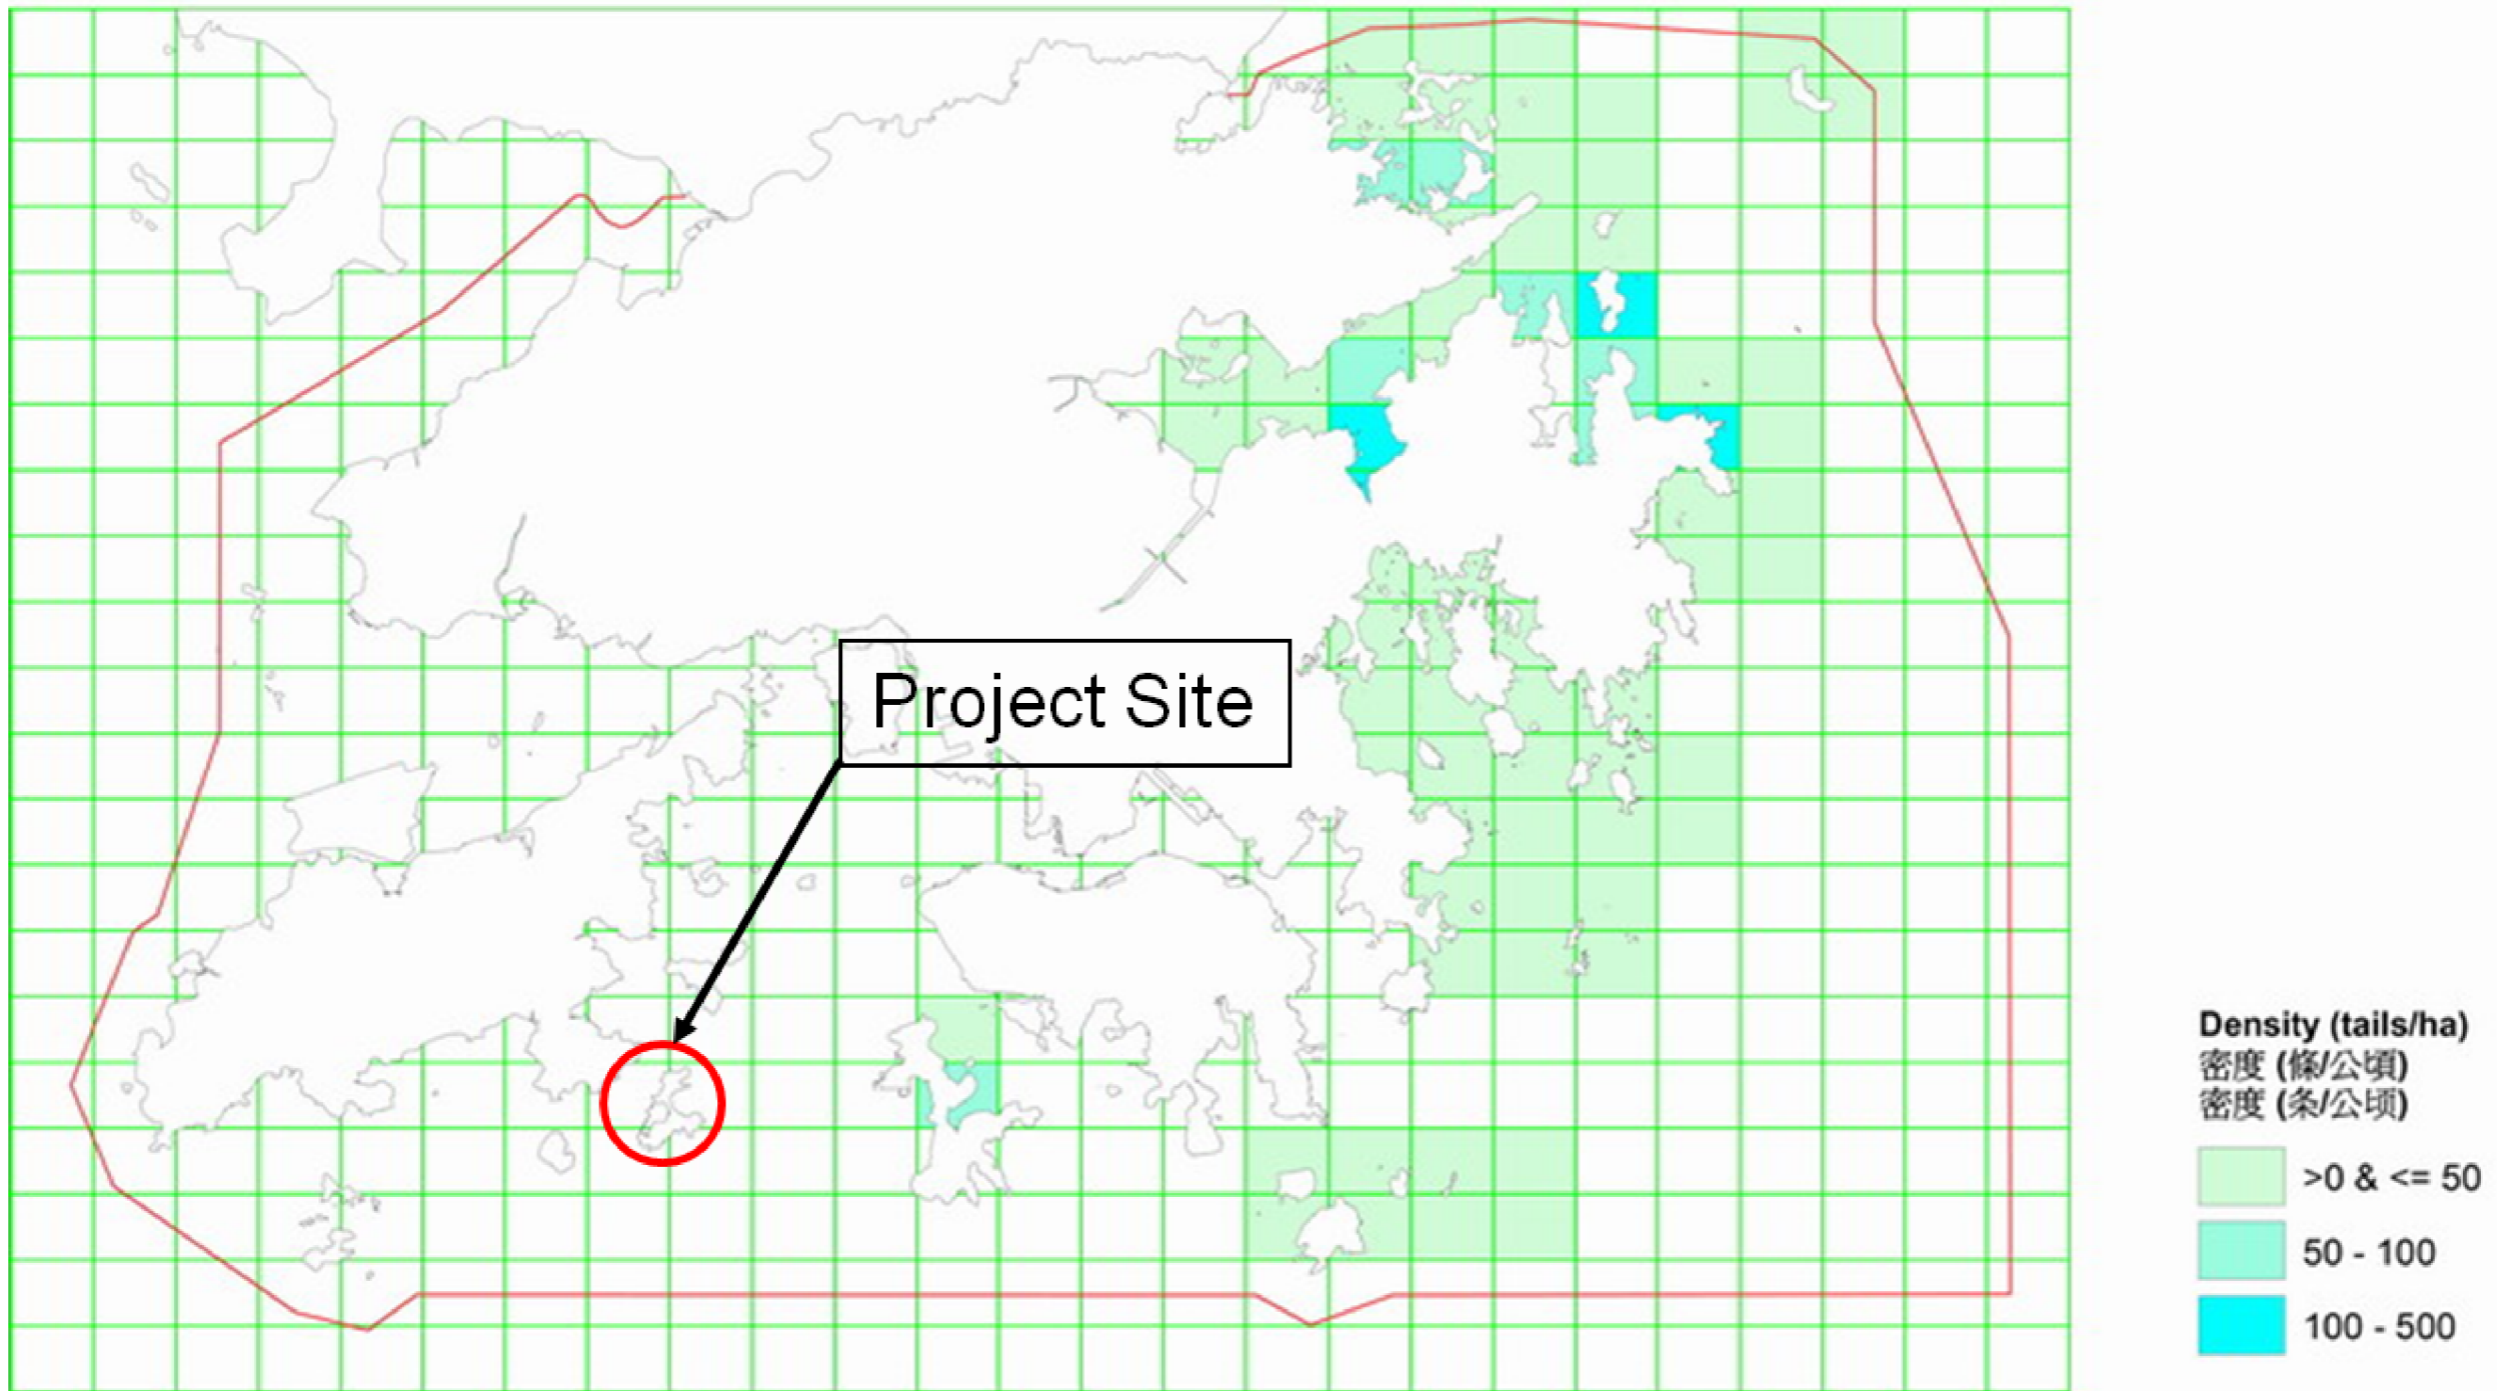 Project Site
Density (tails/ha)
密度 (條/公頃)
密度 (条/公顷)
>0 & <= 50
50 - 100
100 - 500